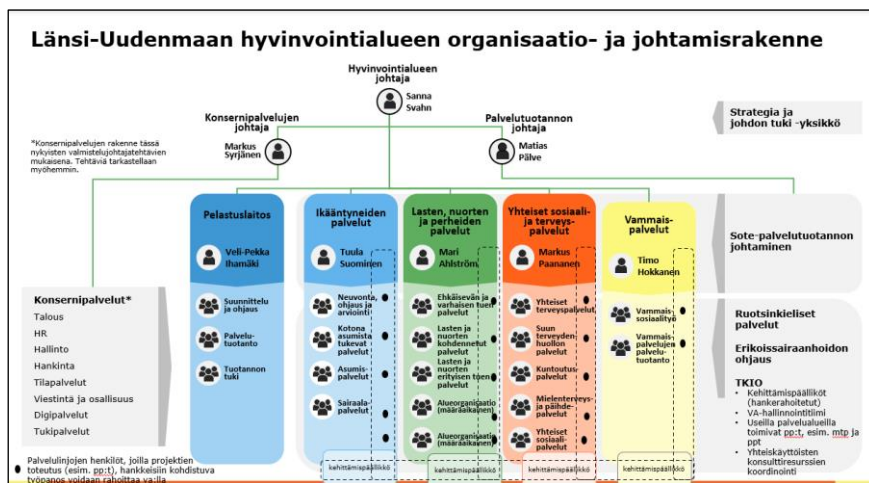 Länsi-Uudenmaan hyvinvointialueen organisaatio- ja johtamisrakenne
Hyvinvointialueen
johtaja
Sanna
Svahn
Konsernipalvelujen
johtaja
Markus
Syrjänen
Palvelutuotannon
johtaja
Matias
Pälve
Strategia ja
johdon tuki -yksikkö
*Konsernipalvelujen rakenne tässä
nykyisten valmistelujohtajatehtävien
mukaisena. Tehtäviä tarkastellaan
myöhemmin.
Pelastuslaitos
Veli-Pekka
Ihamäki
Suunnittelu
ja ohjaus
Palvelu-
tuotanto
Tuotannon
tuki
Ikääntyneiden
palvelut
Tuula
Suominen
Neuvonta,
ohjaus ja
arviointi
Kotona
asumista
tukevat
palvelut
Asumis-
palvelut
Sairaala-
palvelut
kehittämispäällikkö
Lasten, nuorten
ja perheiden
palvelut
Mari
Ahlström
Ehkäisevän ja
varhaisen tuen
palvelut
Lasten ja
nuorten
kohdennetut
palvelut
Lasten ja
nuorten
erityisen tuen
palvelut
Alueorganisaatio
(määräaikainen)
Alueorganisaatio
(määräaikainen)
kehittämispäällikkö
Yhteiset sosiaali-
ja terveys-
palvelut
Markus
Paananen
Yhteiset
terveyspalvelut
Suun
terveyden-
huollon
palvelut
Kuntoutus-
palvelut
Mielenterveys-
ja päihde-
palvelut
Yhteiset
sosiaali-
palvelut
kehittämispäällikkö
Vammais-
palvelut
Timo
Hokkanen
Vammais-
sosiaalityö
Vammais-
palvelujen
palvelu-
tuotanto
kehittämispäällikkö
Sote-palvelutuotannon
johtaminen
Konsernipalvelut*
Talous
HR
Hallinto
Hankinta
Tilapalvelut
Viestintä ja osallisuus
Digipalvelut
Tukipalvelut
Ruotsinkieliset
palvelut
Erikoissairaanhoidon
ohjaus
TKIO
• Kehittämispäälliköt
(hankerahoitetut)
• VA-hallinnointitiimi
• Useilla palvelualueilla
toimivat pp:t, esim. mtp ja
ppt
• Yhteiskäyttöisten
konsulttiresurssien
koordinointi
Palvelulinjojen henkilöt, joilla projektien
toteutus (esim. pp:t), hankkeisiin kohdistuva
työpanos voidaan rahoittaa va:lla